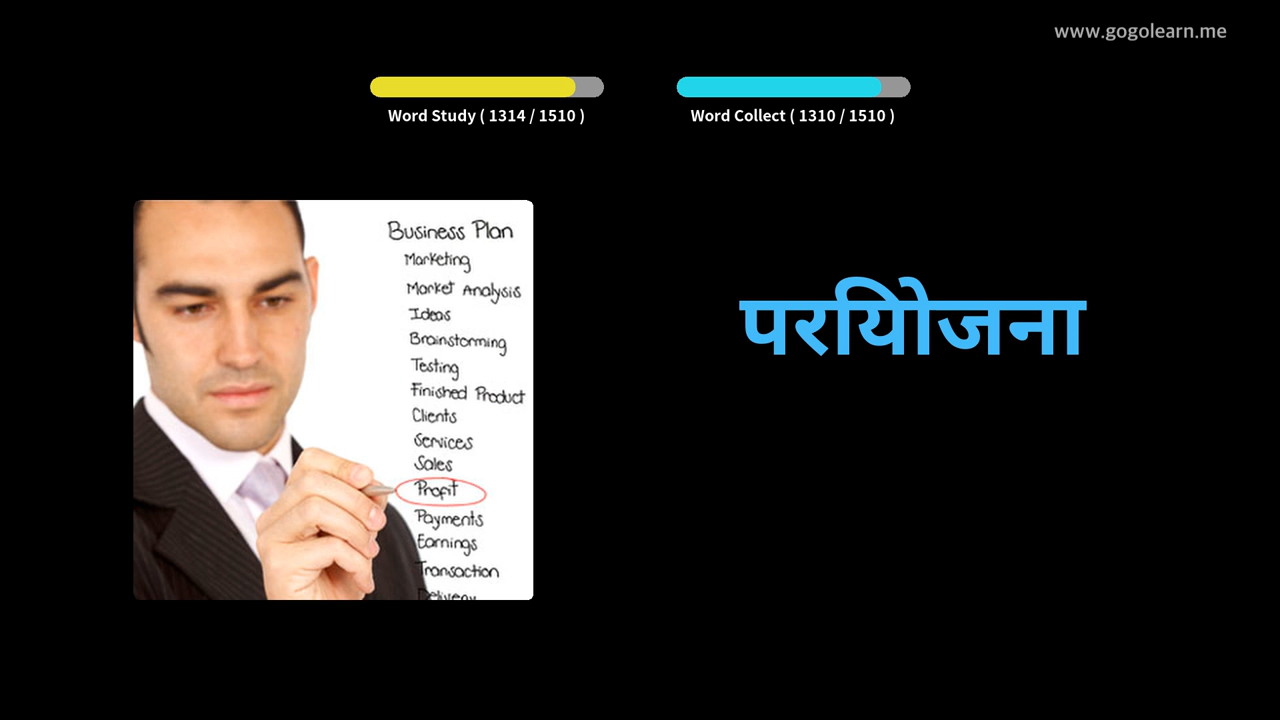 www.gogolearn.me
Word Study ( 1314 / 1510 )
Word Collect ( 1310 / 1510 )
Business Plan
Marketing
Market Analysis
Ideas
Brainstorming
Testing
Finished Product
Clients
Services
Sales
Profit
Payments
Earnings
Transaction
Delivery
परियोजना